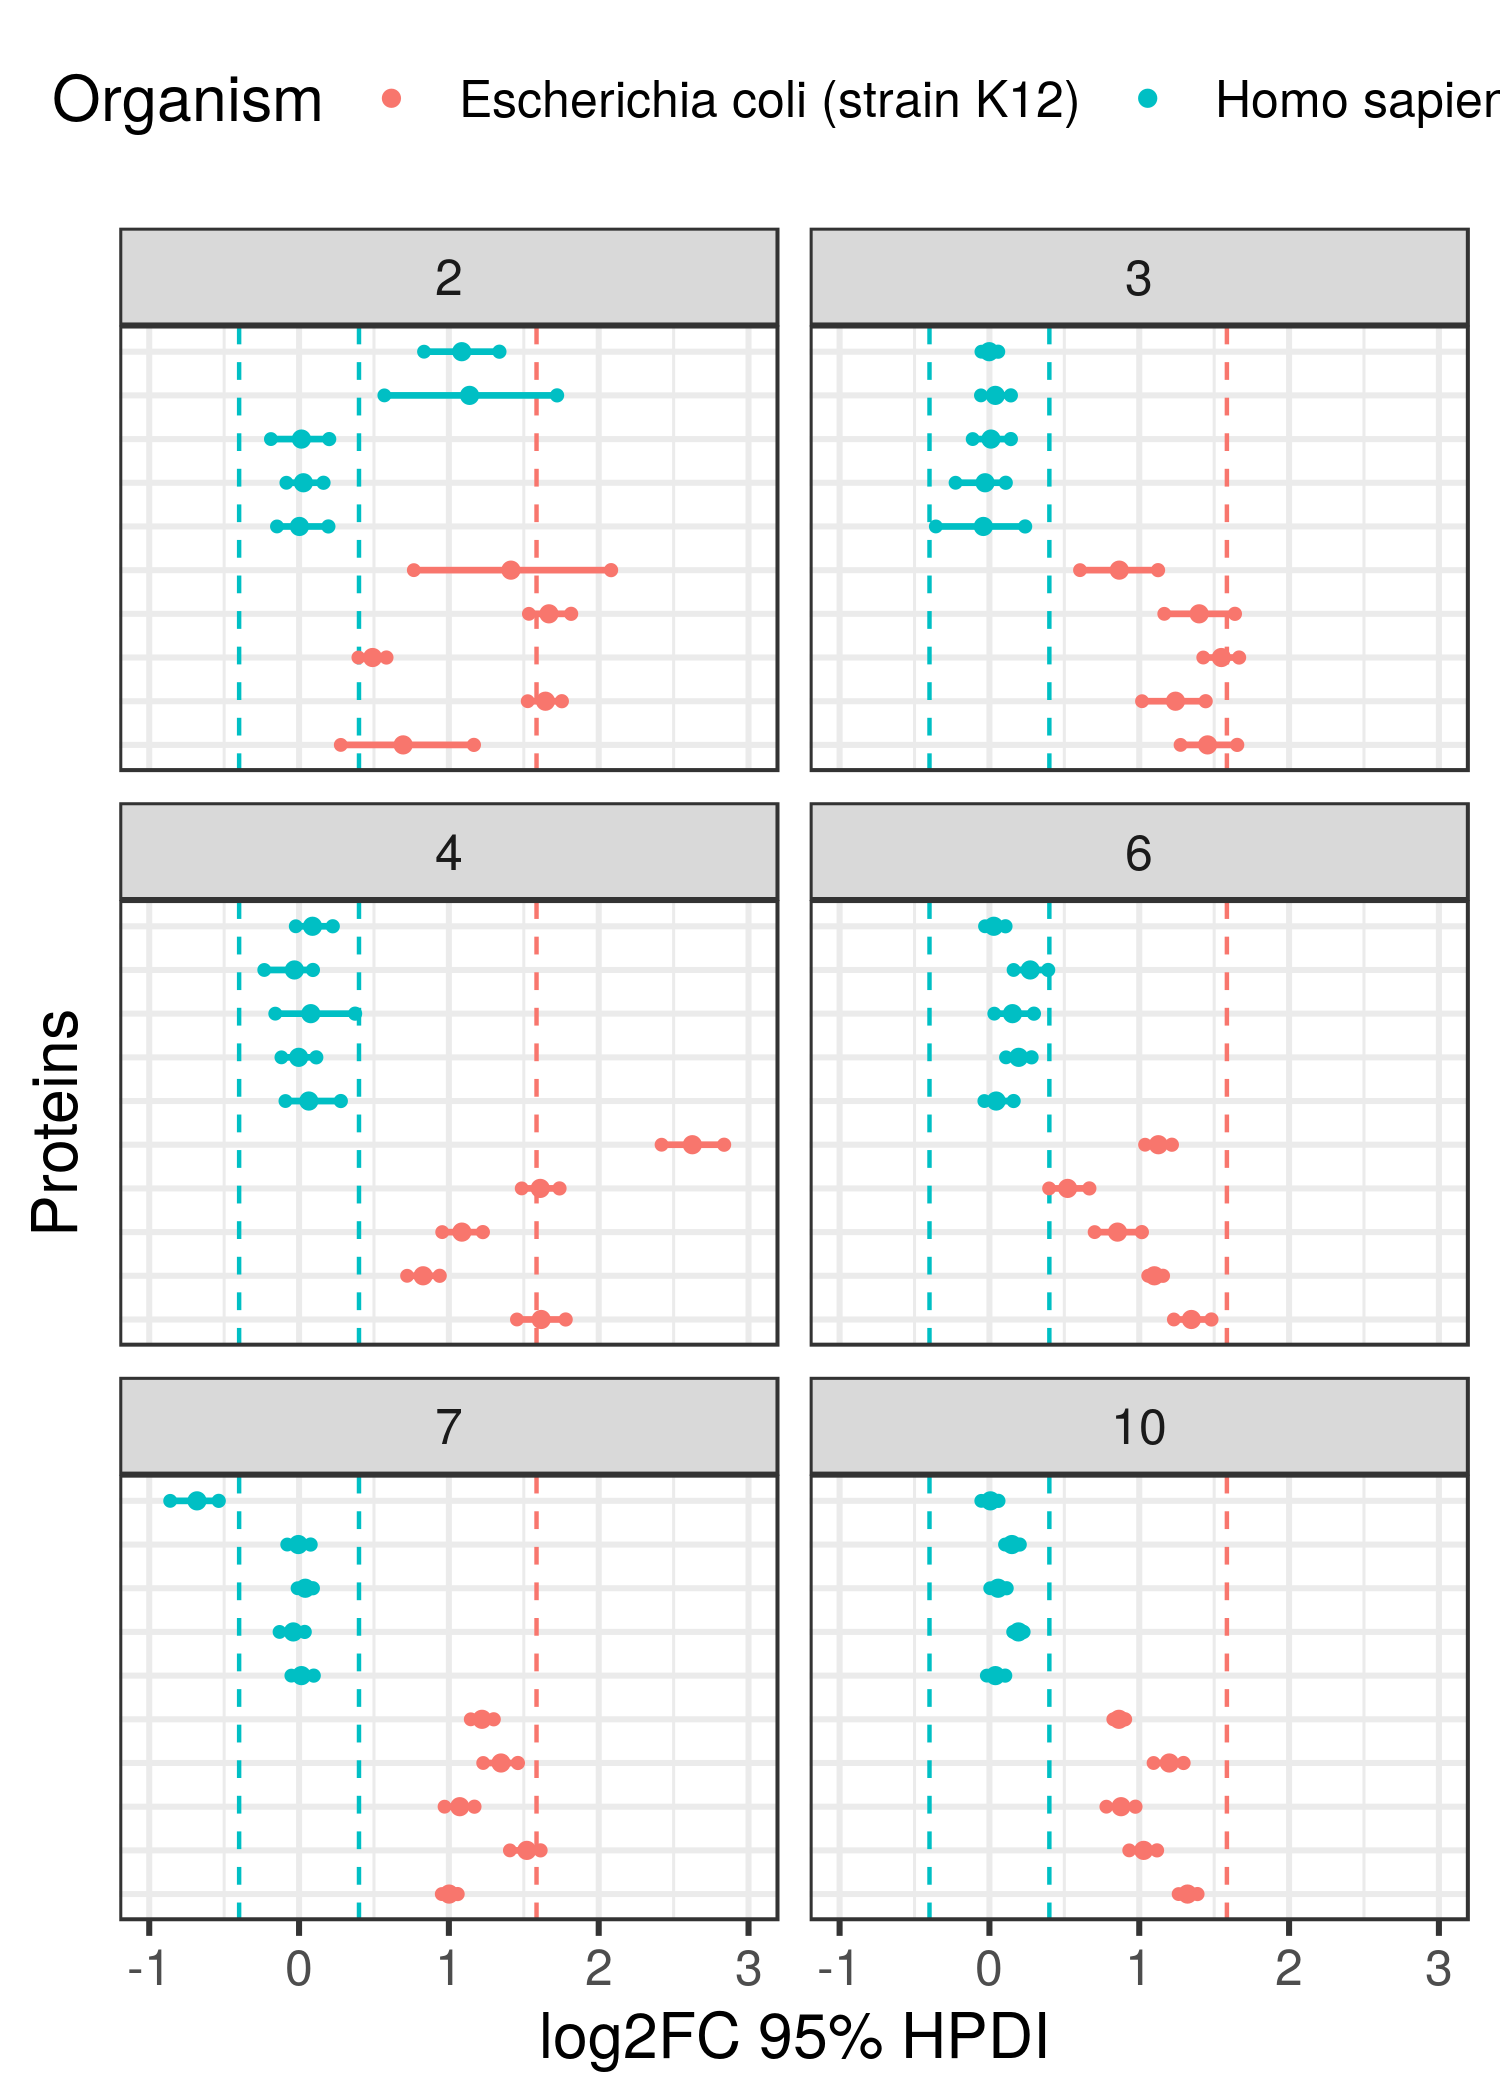 Organism Escherichia coli (strain K12) Homo sapien
2 3
4 6
Proteins
7 10
-1 0 1 2 3 -1 0 1 2 3
log2FC 95% HPDI